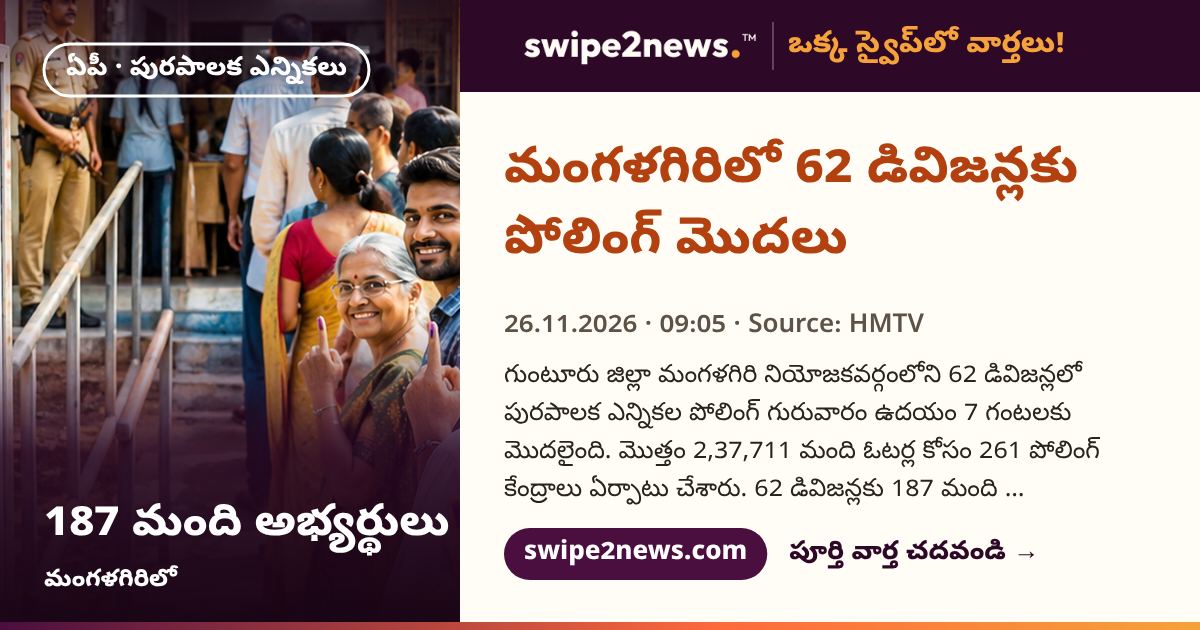 ఏపీ · పురపాలక ఎన్నికలు
187 మంది అభ్యర్థులు
మంగళగిరిలో
swipe2news.™
ఒక్క స్వైప్‌లో వార్తలు!
మంగళగిరిలో 62 డివిజన్లకు
పోలింగ్ మొదలు
26.11.2026 · 09:05 · Source: HMTV
గుంటూరు జిల్లా మంగళగిరి నియోజకవర్గంలోని 62 డివిజన్లలో
పురపాలక ఎన్నికల పోలింగ్ గురువారం ఉదయం 7 గంటలకు
మొదలైంది. మొత్తం 2,37,711 మంది ఓటర్ల కోసం 261 పోలింగ్
కేంద్రాలు ఏర్పాటు చేశారు. 62 డివిజన్లకు 187 మంది ...
swipe2news.com
పూర్తి వార్త చదవండి →